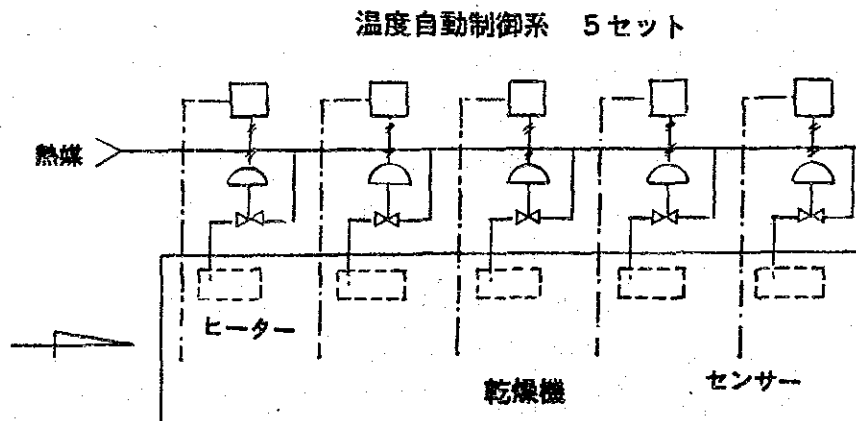 温度自動制御系 5セット
熱媒
ヒーター
乾燥機
センサー